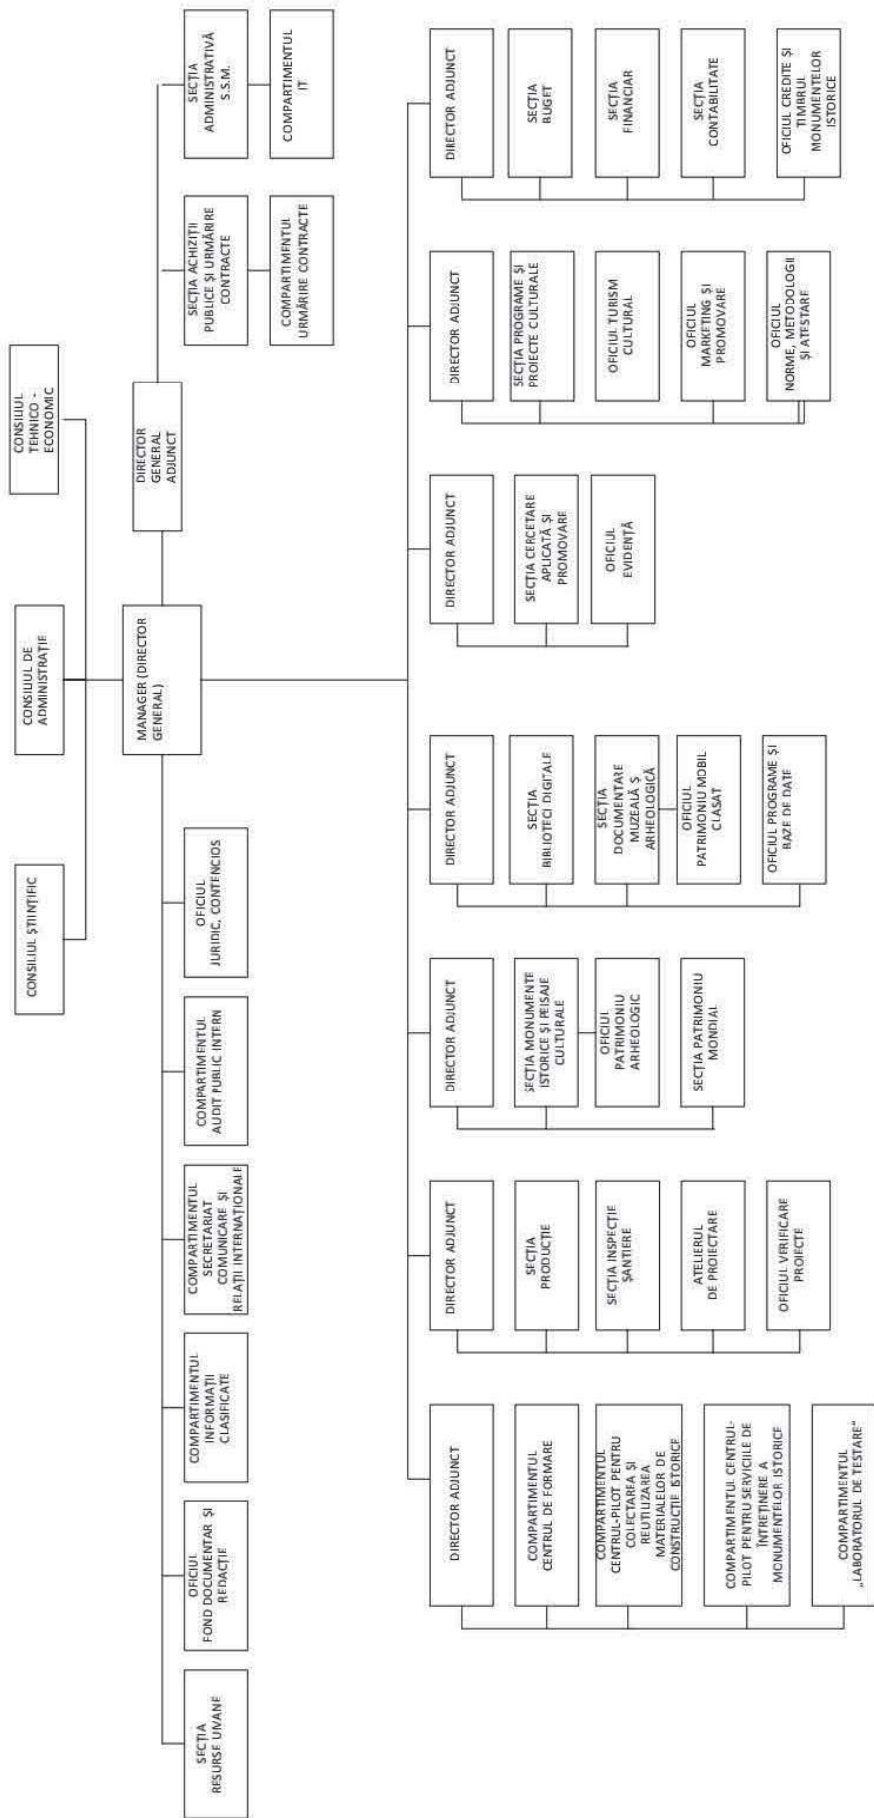 CONSILIUL ȘTIINȚIFIC
CONSILIUL DE
ADMINISTRAȚIE
CONSILIUL
TEHNICO -
ECONOMIC
MANAGER (DIRECTOR
GENERAL)
DIRECTOR
GENERAL
ADJUNCT
SECȚIA
RESURSE UMANE
OFICIUL
FOND DOCUMENTAR ȘI
REDACȚIE
COMPARTIMENTUL
INFORMAȚII
CLASIFICATE
COMPARTIMENTUL
SECRETARIAT
COMUNICARE ȘI
RELAȚII INTERNAȚIONALE
COMPARTIMENTUL
AUDIT PUBLIC INTERN
OFICIUL
JURIDIC, CONTENCIOS
SECȚIA ACHIZIȚII
PUBLICE ȘI URMĂRIRE
CONTRACTE
COMPARTIMENTUL
URMĂRIRE CONTRACTE
SECȚIA
ADMINISTRATIVĂ
S.S.M.
COMPARTIMENTUL
IT
DIRECTOR ADJUNCT
COMPARTIMENTUL
CENTRUL DE FORMARE
COMPARTIMENTUL
CENTRUL-PILOT PENTRU
COLECTAREA ȘI
REUTILIZAREA
MATERIALELOR DE
CONSTRUCȚIE ISTORICE
COMPARTIMENTUL CENTRUL-
PILOT PENTRU SERVICIILE DE
ÎNTREȚINERE A
MONUMENTELOR ISTORICE
COMPARTIMENTUL
„LABORATORUL DE TESTARE”
DIRECTOR ADJUNCT
SECȚIA
PRODUCȚIE
SECȚIA INSPECȚIE
ȘANTIERE
ATELIERUL
DE PROIECTARE
OFICIUL VERIFICARE
PROIECTE
DIRECTOR ADJUNCT
SECȚIA MONUMENTE
ISTORICE ȘI PEISAJE
CULTURALE
OFICIUL
PATRIMONIU
ARHEOLOGIC
SECȚIA PATRIMONIU
MONDIAL
DIRECTOR ADJUNCT
SECȚIA
BIBLIOTECI DIGITALE
SECȚIA
DOCUMENTARE
MUZEALĂ Ș
ARHEOLOGICĂ
OFICIUL
PATRIMONIU MOBIL
CLASAT
OFICIUL PROGRAME ȘI
BAZE DE DATE
DIRECTOR ADJUNCT
SECȚIA CERCETARE
APLICATĂ ȘI
PROMOVARE
OFICIUL
EVIDENȚĂ
DIRECTOR ADJUNCT
SECȚIA PROGRAME ȘI
PROIECTE CULTURALE
OFICIUL TURISM
CULTURAL
OFICIUL
MARKETING ȘI
PROMOVARE
OFICIUL
NORME, METODOLOGII
ȘI ATESTARE
DIRECTOR ADJUNCT
SECȚIA
BUGET
SECȚIA
FINANCIAR
SECȚIA
CONTABILITATE
OFICIUL CREDITE ȘI
TIMBRUL
MONUMENTELOR
ISTORICE